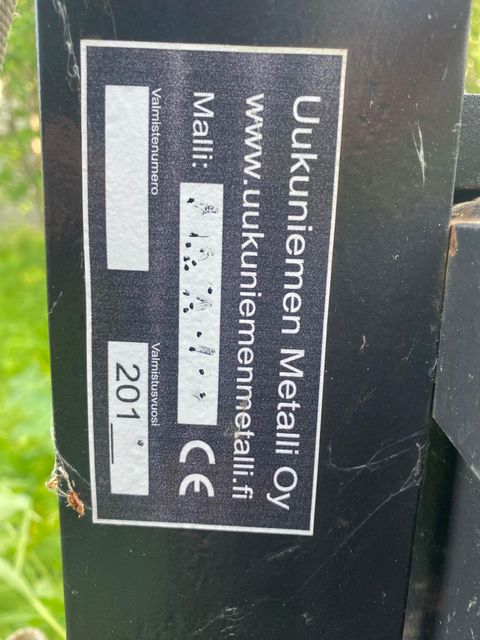 Uukuniemen Metalli Oy
www.uukuniemenmetalli.fi
Malli:
CE
Valmistenumero
Valmistusvuosi
201_